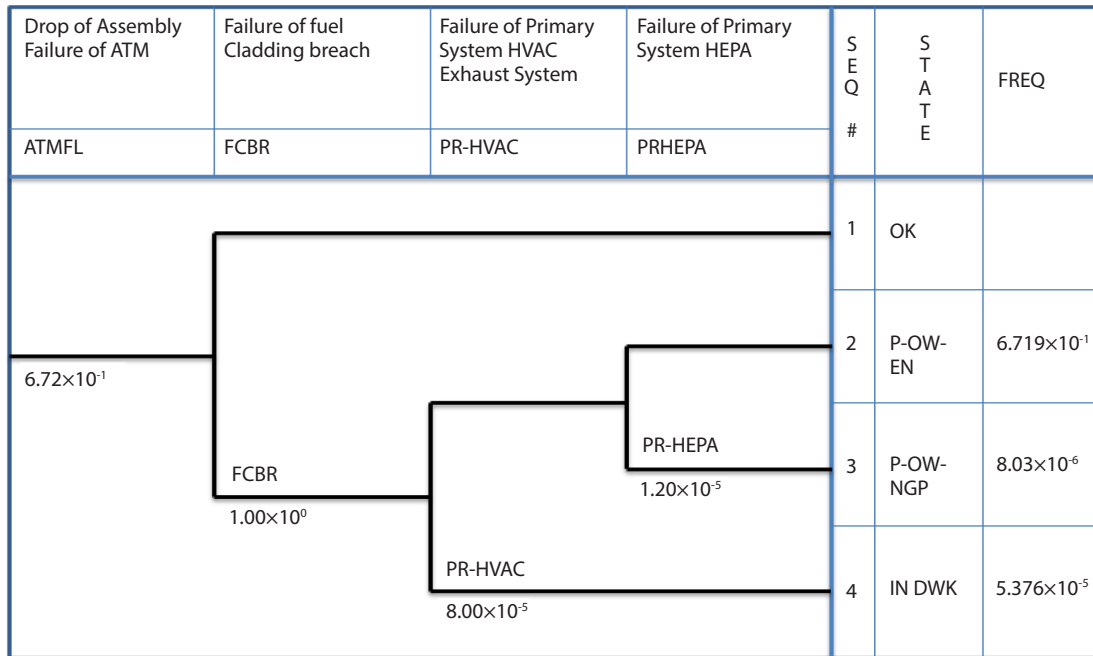 Drop of Assembly
Failure of ATM
Failure of fuel
Cladding breach
Failure of Primary
System HVAC
Exhaust System
Failure of Primary
System HEPA
S
E
Q
#
S
T
A
T
E
FREQ
ATMFL
FCBR
PR-HVAC
PRHEPA
1
OK
2
P-OW-
EN
6.719×10⁻¹
6.72×10⁻¹
PR-HEPA
1.20×10⁻⁵
3
P-OW-
NGP
8.03×10⁻⁶
FCBR
1.00×10⁰
PR-HVAC
8.00×10⁻⁵
4
IN DWK
5.376×10⁻⁵